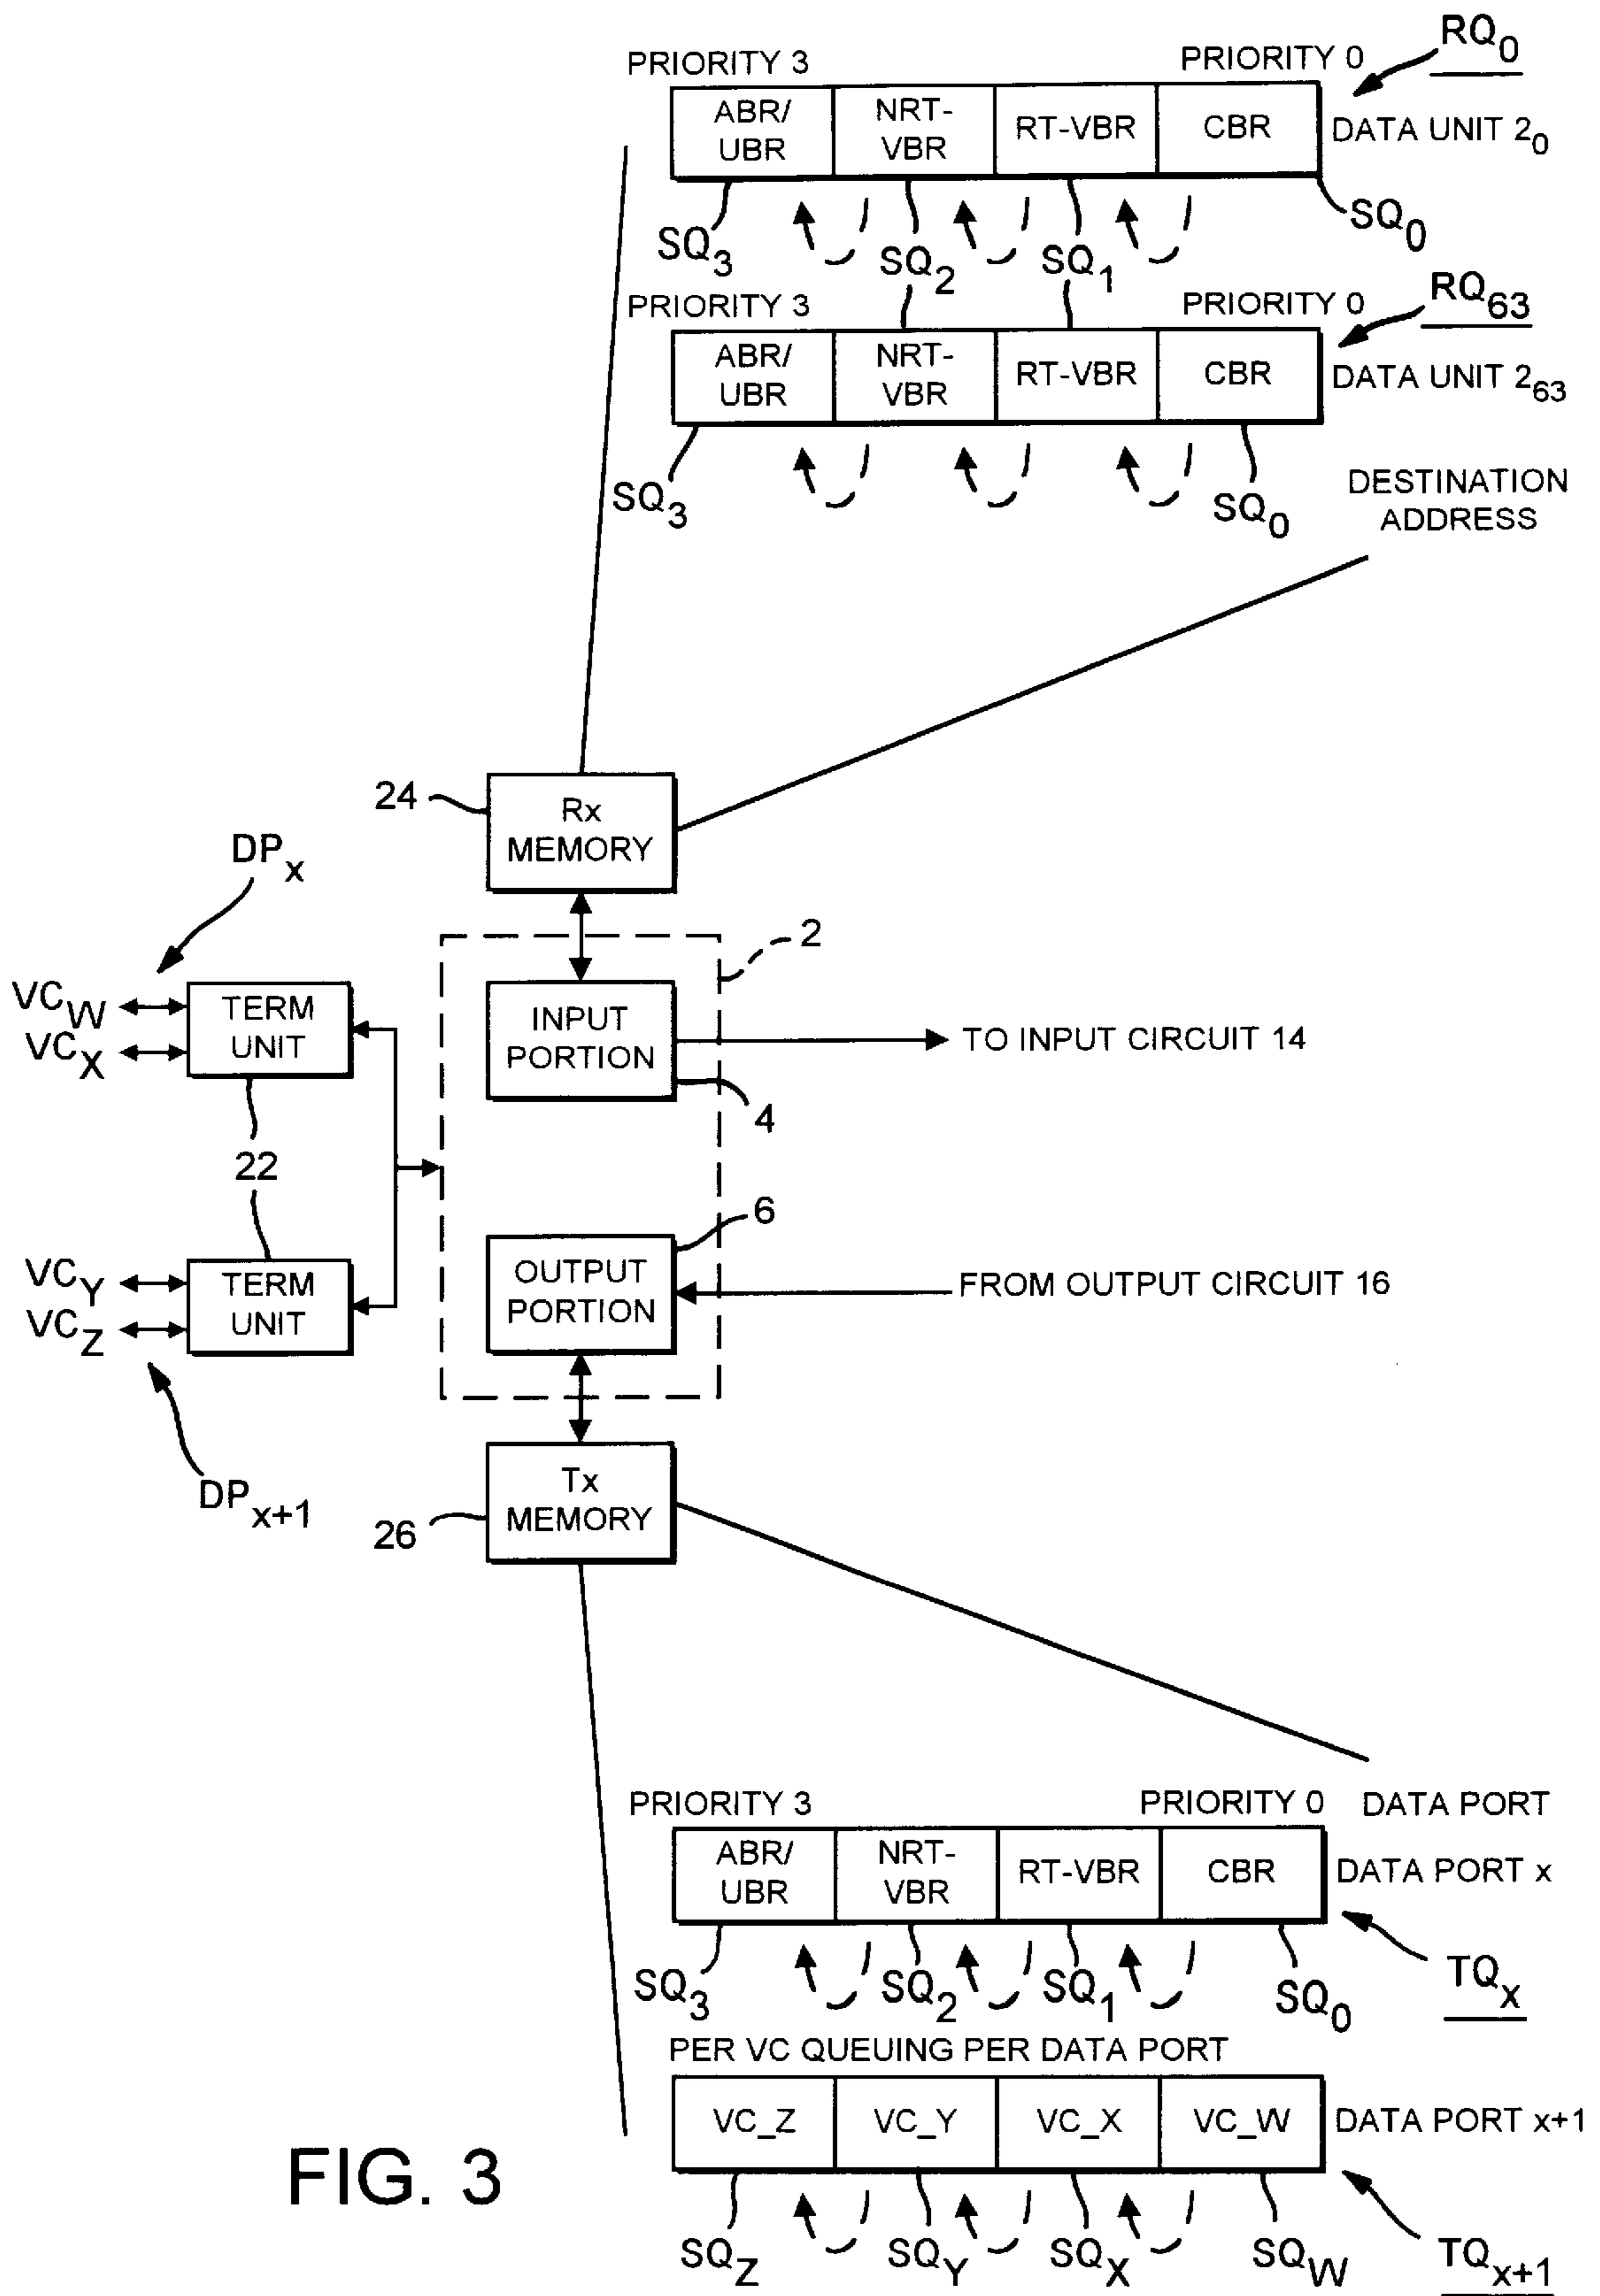 RQ0
PRIORITY 3 PRIORITY 0
ABR/ UBR NRT- VBR RT-VBR CBR DATA UNIT 2_0
SQ3 SQ2 SQ1 SQ0
PRIORITY 3 PRIORITY 0 RQ63
ABR/ UBR NRT- VBR RT-VBR CBR DATA UNIT 2_63
SQ3 SQ0
DESTINATION
ADDRESS
24
Rx
MEMORY
DPx
2
VCW
VCX
TERM
UNIT
INPUT
PORTION
TO INPUT CIRCUIT 14
4
22
6
VCY
VCZ
TERM
UNIT
OUTPUT
PORTION
FROM OUTPUT CIRCUIT 16
DPx+1
26
Tx
MEMORY
PRIORITY 3 PRIORITY 0 DATA PORT
ABR/ UBR NRT- VBR RT-VBR CBR DATA PORT x
SQ3 SQ2 SQ1 SQ0 TQx
PER VC QUEUING PER DATA PORT
VC_Z VC_Y VC_X VC_W DATA PORT x+1
SQZ SQY SQX SQW TQx+1
FIG. 3